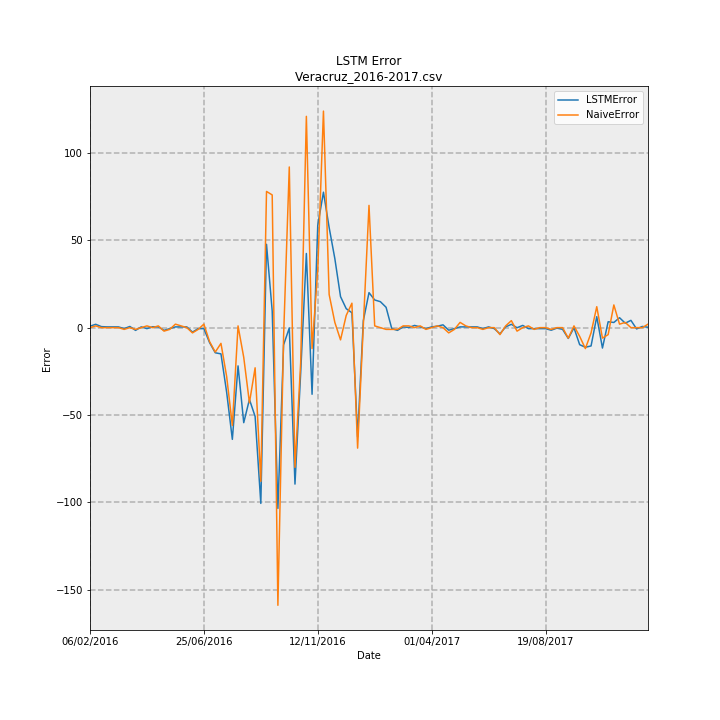 LSTM Error
Veracruz_2016-2017.csv
LSTMError
NaiveError
100
50
0
−50
−100
−150
Error
06/02/2016 25/06/2016 12/11/2016 01/04/2017 19/08/2017
Date